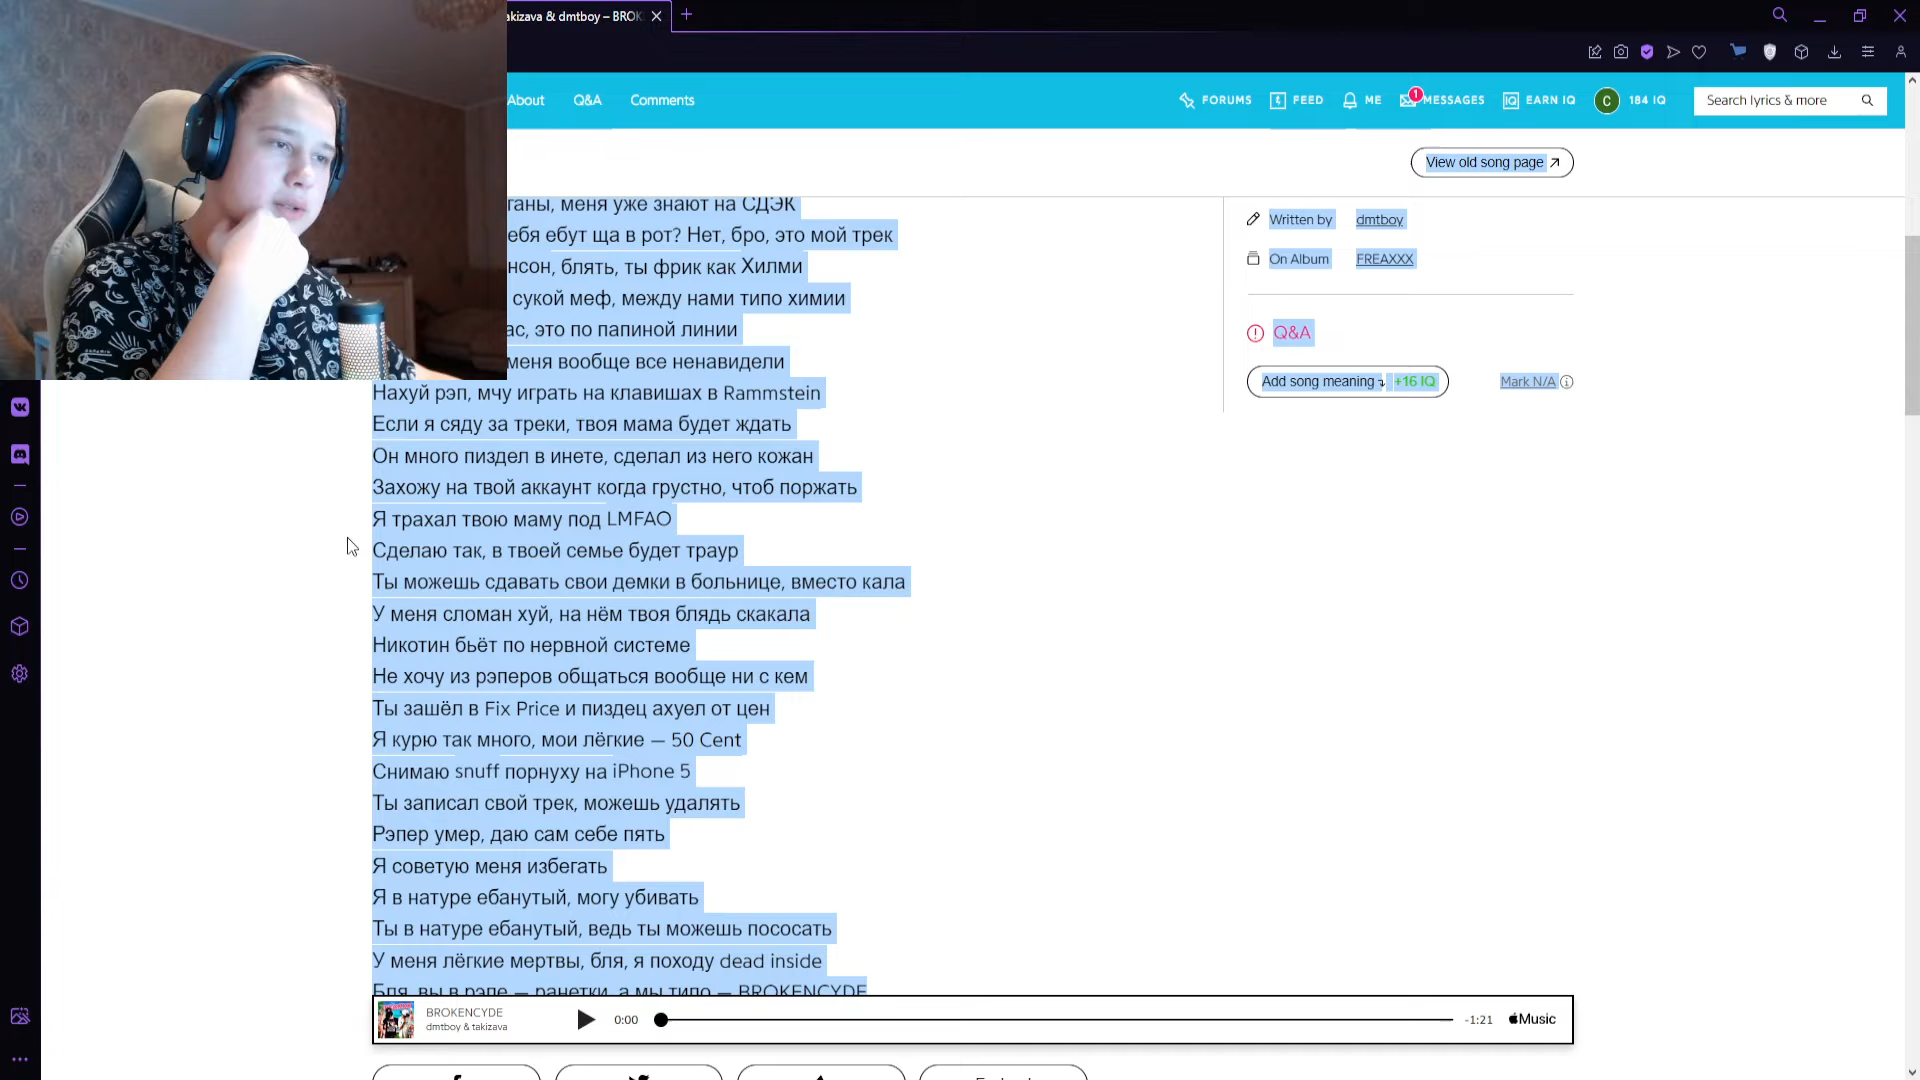 akizava & dmtboy – BROK
About Q&A Comments
FORUMS FEED ME 1 MESSAGES IQ EARN IQ C 184 IQ Search lyrics & more
View old song page
меня уже знают на СДЭК
ебут ща в рот? Нет, бро, это мой трек
блять, ты фрик как Хилми
сукой меф, между нами типо химии
это по папиной линии
меня вообще все ненавидели
Нахуй рэп, мчу играть на клавишах в Rammstein
Если я сяду за треки, твоя мама будет ждать
Он много пиздел в инете, сделал из него кожан
Захожу на твой аккаунт когда грустно, чтоб поржать
Я трахал твою маму под LMFAO
Сделаю так, в твоей семье будет траур
Ты можешь сдавать свои демки в больнице, вместо кала
У меня сломан хуй, на нём твоя блядь скакала
Никотин бьёт по нервной системе
Не хочу из рэперов общаться вообще ни с кем
Ты зашёл в Fix Price и пиздец ахуел от цен
Я курю так много, мои лёгкие — 50 Cent
Снимаю snuff порнуху на iPhone 5
Ты записал свой трек, можешь удалять
Рэпер умер, даю сам себе пять
Я советую меня избегать
Я в натуре ебанутый, могу убивать
Ты в натуре ебанутый, ведь ты можешь пососать
У меня лёгкие мертвы, бля, я походу dead inside
Бля, вы в рэпе — ранетки, а мы типо — BROKENCYDE
Written by dmtboy
On Album FREAXXX
Q&A
Add song meaning +16 IQ Mark N/A
BROKENCYDE
dmtboy & takizava
0:00 -1:21 Music